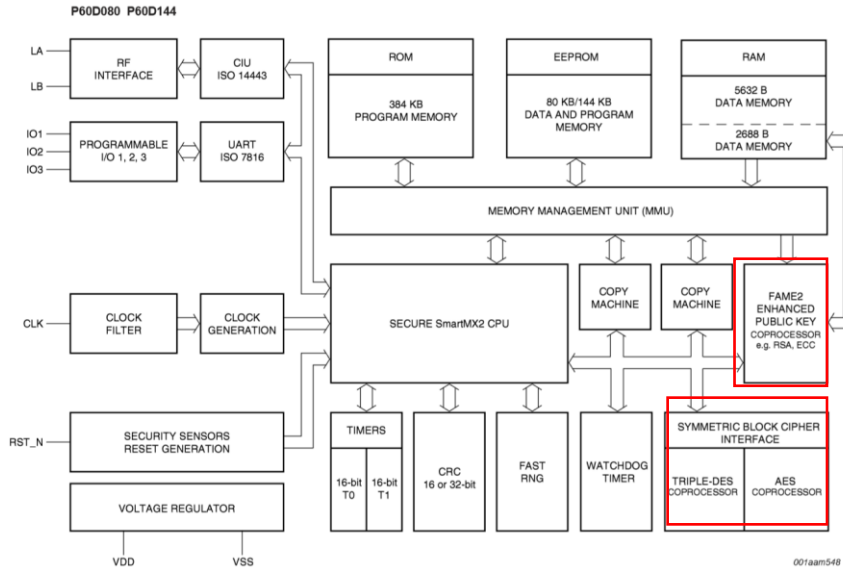 P60D080 P60D144
LA
LB
RF
INTERFACE
CIU
ISO 14443
IO1
IO2
IO3
PROGRAMMABLE
I/O 1, 2, 3
UART
ISO 7816
ROM
384 KB
PROGRAM MEMORY
EEPROM
80 KB/144 KB
DATA AND PROGRAM
MEMORY
RAM
5632 B
DATA MEMORY
2688 B
DATA MEMORY
MEMORY MANAGEMENT UNIT (MMU)
CLK
CLOCK
FILTER
CLOCK
GENERATION
SECURE SmartMX2 CPU
COPY
MACHINE
COPY
MACHINE
FAME2
ENHANCED
PUBLIC KEY
COPROCESSOR
e.g. RSA, ECC
RST_N
SECURITY SENSORS
RESET GENERATION
TIMERS
16-bit
T0
16-bit
T1
CRC
16 or 32-bit
FAST
RNG
WATCHDOG
TIMER
SYMMETRIC BLOCK CIPHER
INTERFACE
TRIPLE-DES
COPROCESSOR
AES
COPROCESSOR
VOLTAGE REGULATOR
VDD
VSS
001aam548